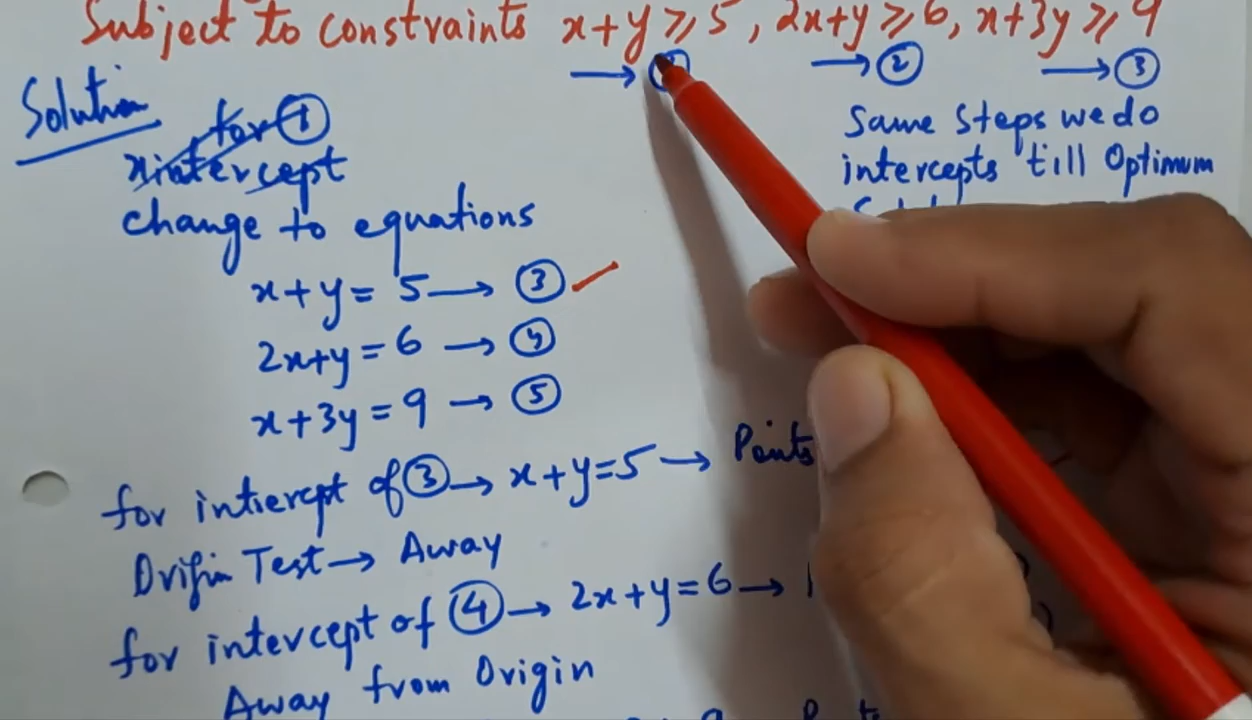 Subject to constraints x+y ≥ 5, 2x+y ≥ 6, x+3y ≥ 9
→ → ② → ③
Solution
for ①
xintercept
Same Steps we do
intercepts till Optimum
change to equations
x+y = 5 → ③ ✓
2x+y = 6 → ④
x+3y = 9 → ⑤
for intiercpt of ③ → x+y=5 → Points
Origin Test → Away
for intercept of ④ → 2x+y=6 →
Away from Origin